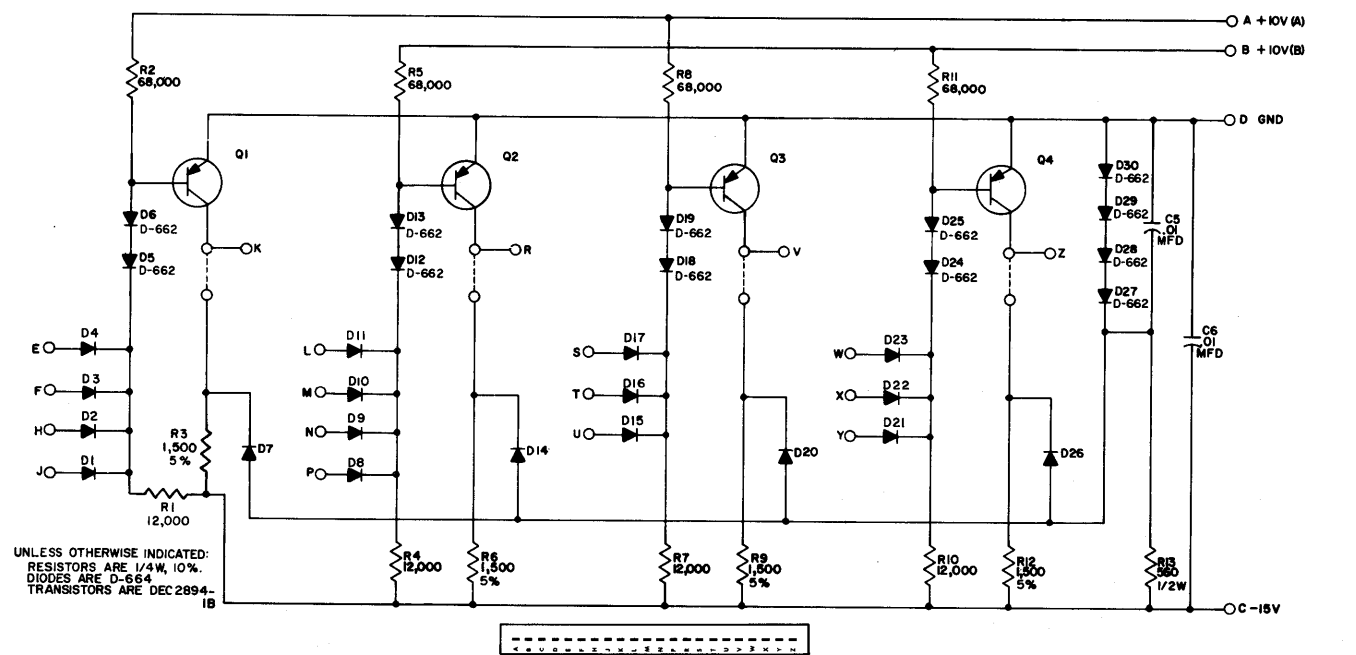 A +10V (A)
B +10V(B)
R2
68,000
R5
68,000
R8
68,000
R11
68,000
D GND
Q1
Q2
Q3
Q4
D30
D-662
D29
D-662
D28
D-662
D27
D-662
C5
.01
MFD
C6
.01
MFD
D6
D-662
D5
D-662
D13
D-662
D12
D-662
D19
D-662
D18
D-662
D25
D-662
D24
D-662
K
R
V
Z
E
D4
F
D3
H
D2
J
D1
L
D11
M
D10
N
D9
P
D8
S
D17
T
D16
U
D15
W
D23
X
D22
Y
D21
R3
1,500
5%
D7
D14
D20
D26
R1
12,000
R4
12,000
R6
1,500
5%
R7
12,000
R9
1,500
5%
R10
12,000
R12
1,500
5%
R13
560
1/2W
UNLESS OTHERWISE INDICATED:
RESISTORS ARE 1/4W, 10%.
DIODES ARE D-664
TRANSISTORS ARE DEC2894-
1B
C -15V
A B C D E F H J K L M N P R S T U V W X Y Z